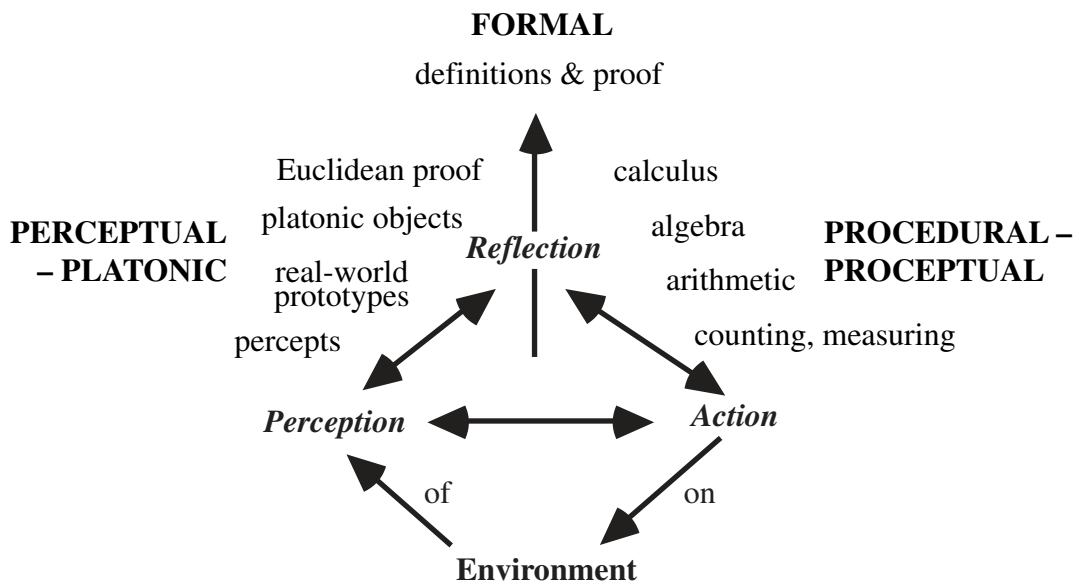 FORMAL
definitions & proof
Euclidean proof
calculus
platonic objects
algebra
PERCEPTUAL
– PLATONIC
Reflection
PROCEDURAL –
PROCEPTUAL
real-world
prototypes
arithmetic
percepts
counting, measuring
Perception
Action
of
on
Environment